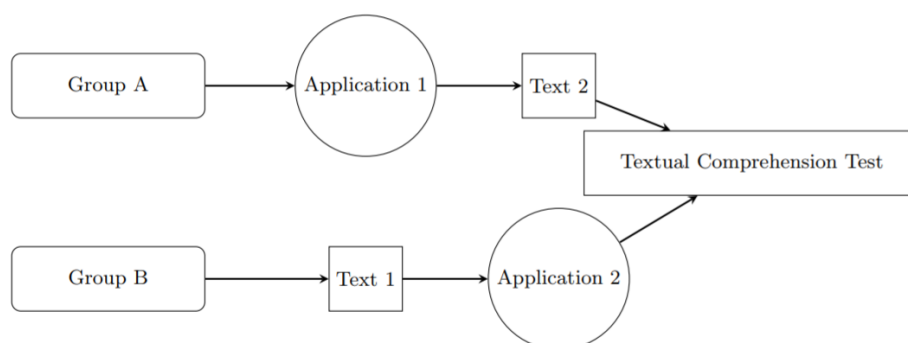 Group A
Application 1
Text 2
Textual Comprehension Test
Group B
Text 1
Application 2